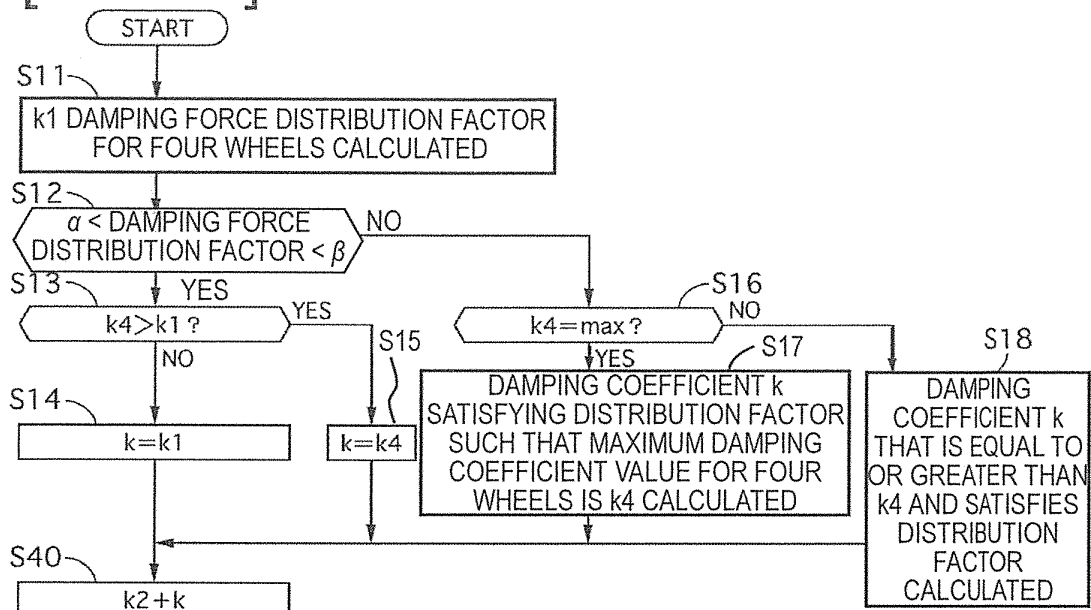 START
S11
k1 DAMPING FORCE DISTRIBUTION FACTOR
FOR FOUR WHEELS CALCULATED
S12
α < DAMPING FORCE
DISTRIBUTION FACTOR < β
NO
S13
YES
k4>k1?
YES
NO
S16
k4=max?
NO
YES
S14
k=k1
S15
k=k4
S17
DAMPING COEFFICIENT k
SATISFYING DISTRIBUTION FACTOR
SUCH THAT MAXIMUM DAMPING
COEFFICIENT VALUE FOR FOUR
WHEELS IS k4 CALCULATED
S18
DAMPING
COEFFICIENT k
THAT IS EQUAL TO
OR GREATER THAN
k4 AND SATISFIES
DISTRIBUTION
FACTOR
CALCULATED
S40
k2+k